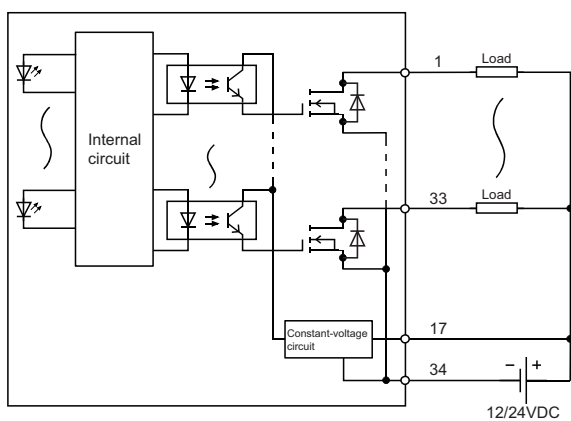 1
Load
Internal
circuit
33
Load
Constant-voltage
circuit
17
34
− +
12/24VDC